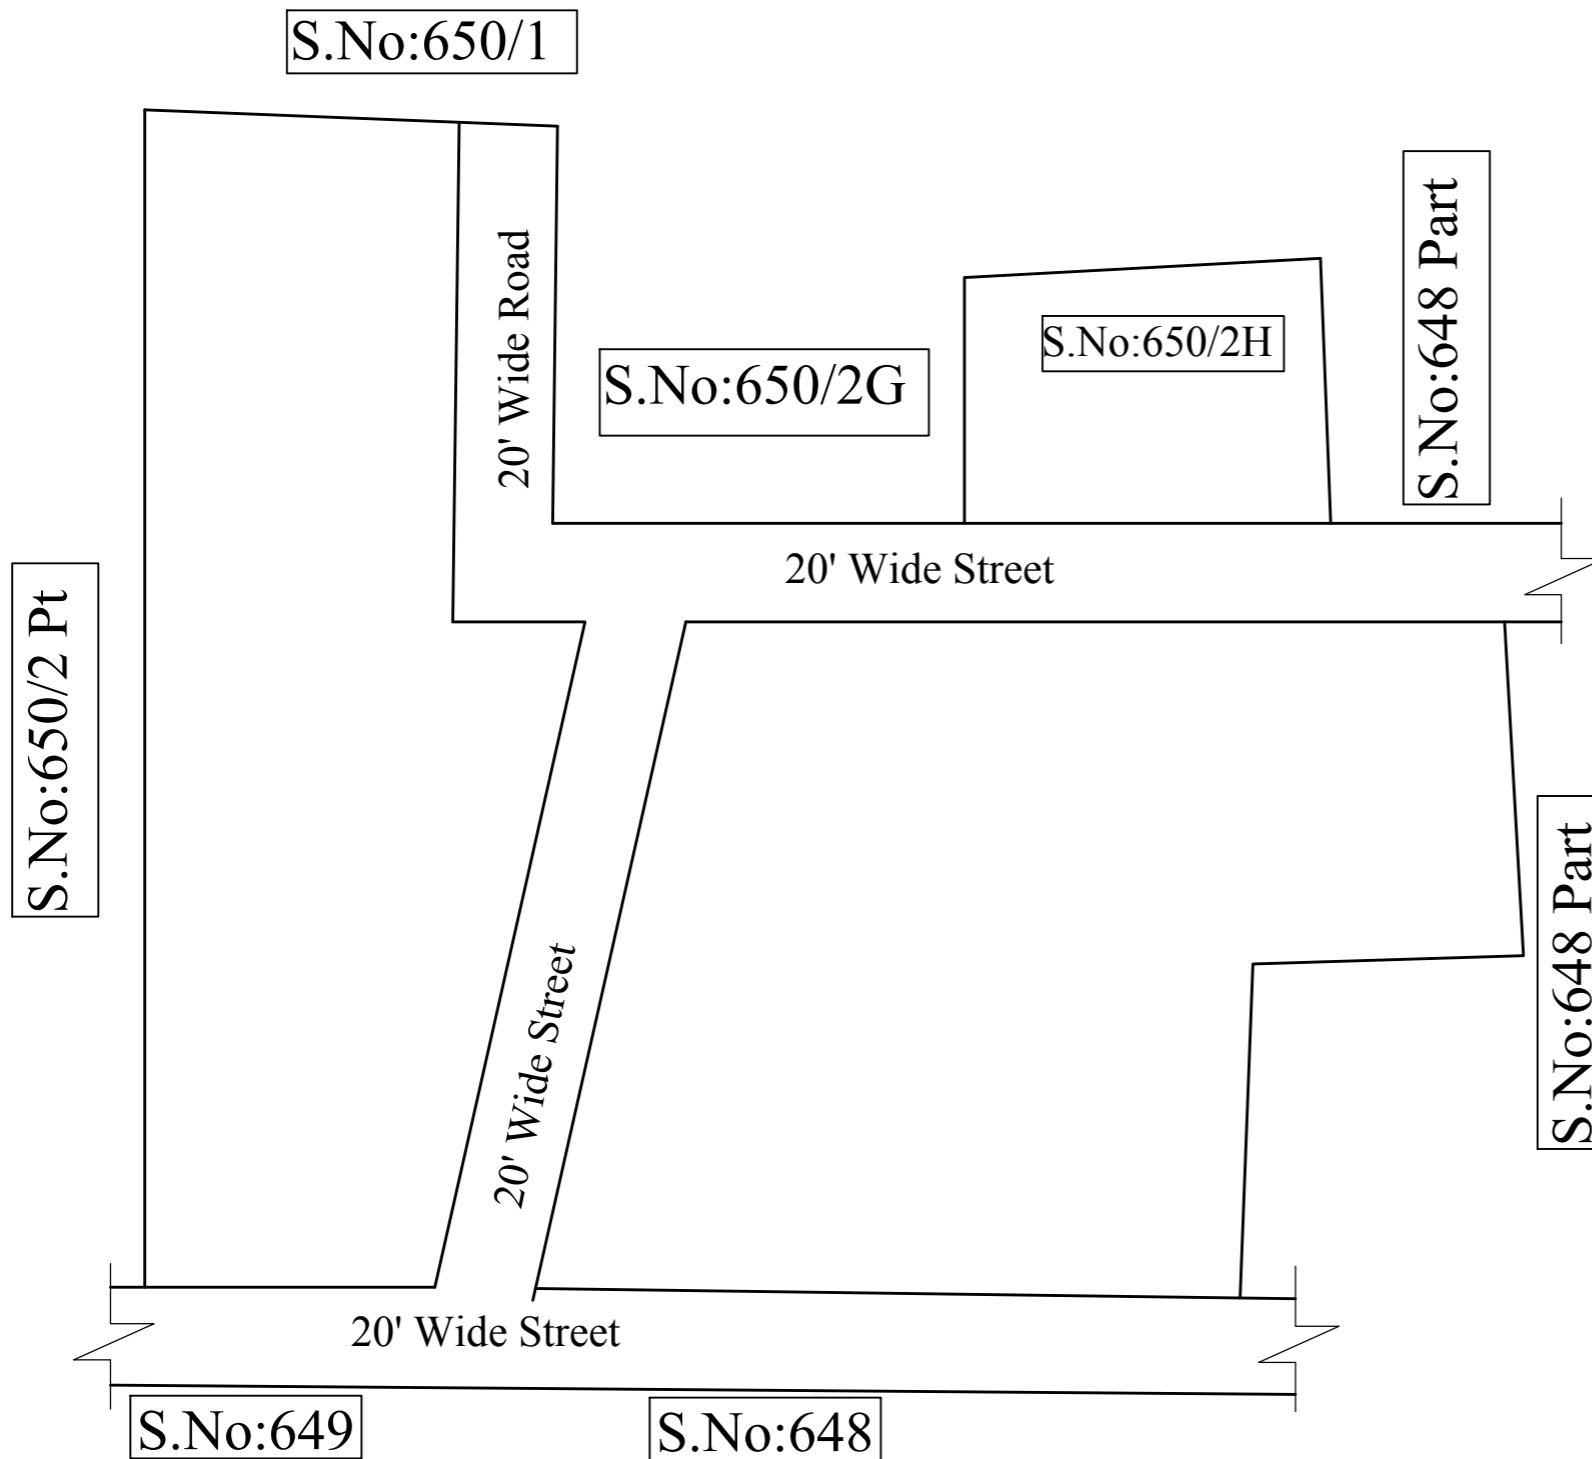 S.No:650/1
S.No:648 Part
20' Wide Road
S.No:650/2H
S.No:650/2G
20' Wide Street
S.No:650/2 Pt
S.No:648 Part
20' Wide Street
20' Wide Street
S.No:649
S.No:648